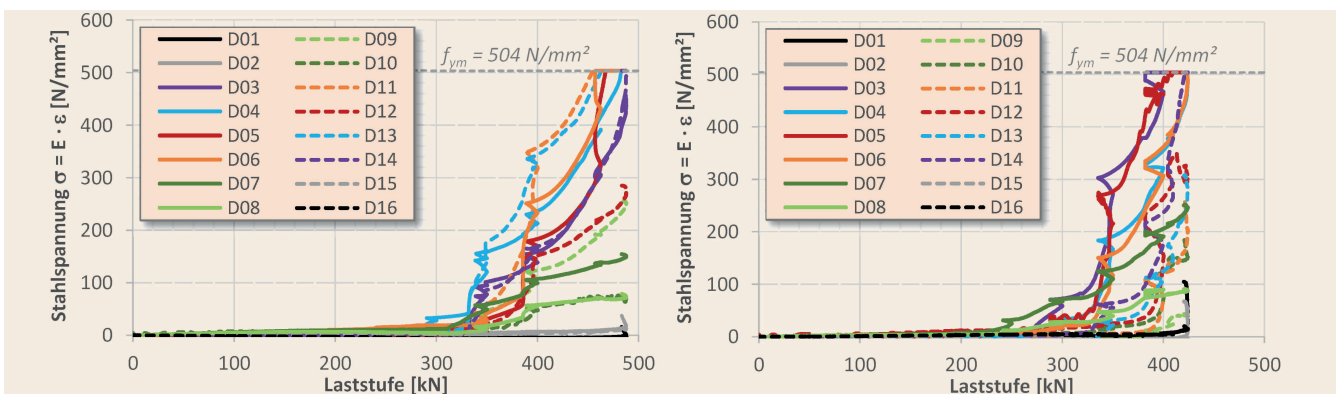 Stahlspannung σ = E · ε [N/mm²]
600
500
400
300
200
100
0
f_ym = 504 N/mm²
D01 D09
D02 D10
D03 D11
D04 D12
D05 D13
D06 D14
D07 D15
D08 D16
0 100 200 300 400 500
Laststufe [kN]
Stahlspannung σ = E · ε [N/mm²]
600
500
400
300
200
100
0
f_ym = 504 N/mm²
D01 D09
D02 D10
D03 D11
D04 D12
D05 D13
D06 D14
D07 D15
D08 D16
0 100 200 300 400 500
Laststufe [kN]